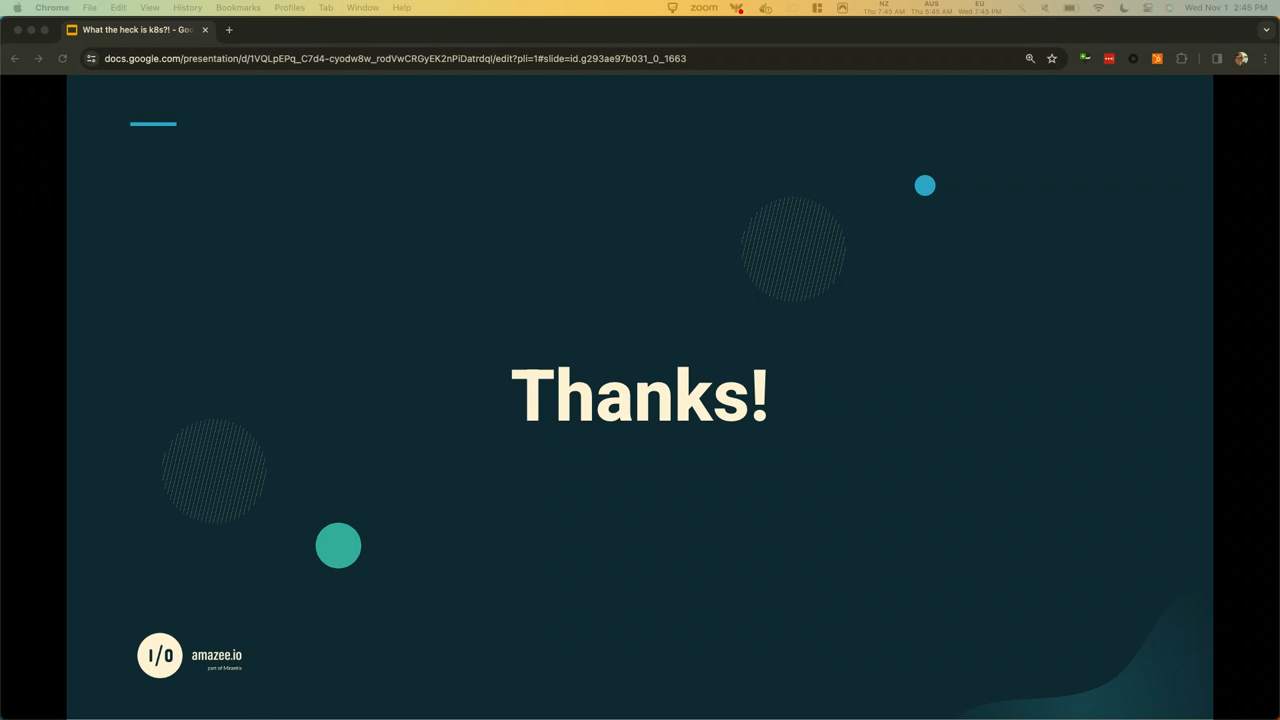 Chrome File Edit View History Bookmarks Profiles Tab Window Help
zoom
NZ
Thu 7:45 AM
AUS
Thu 5:45 AM
EU
Wed 7:45 PM
Wed Nov 1 2:45 PM
What the heck is k8s?! - Goo
docs.google.com/presentation/d/1VQLpEPq_C7d4-cyodw8w_rodVwCRGyEK2nPiDatrdqI/edit?pli=1#slide=id.g293ae97b031_0_1663
Thanks!
I/O
amazee.io
part of Mirantis